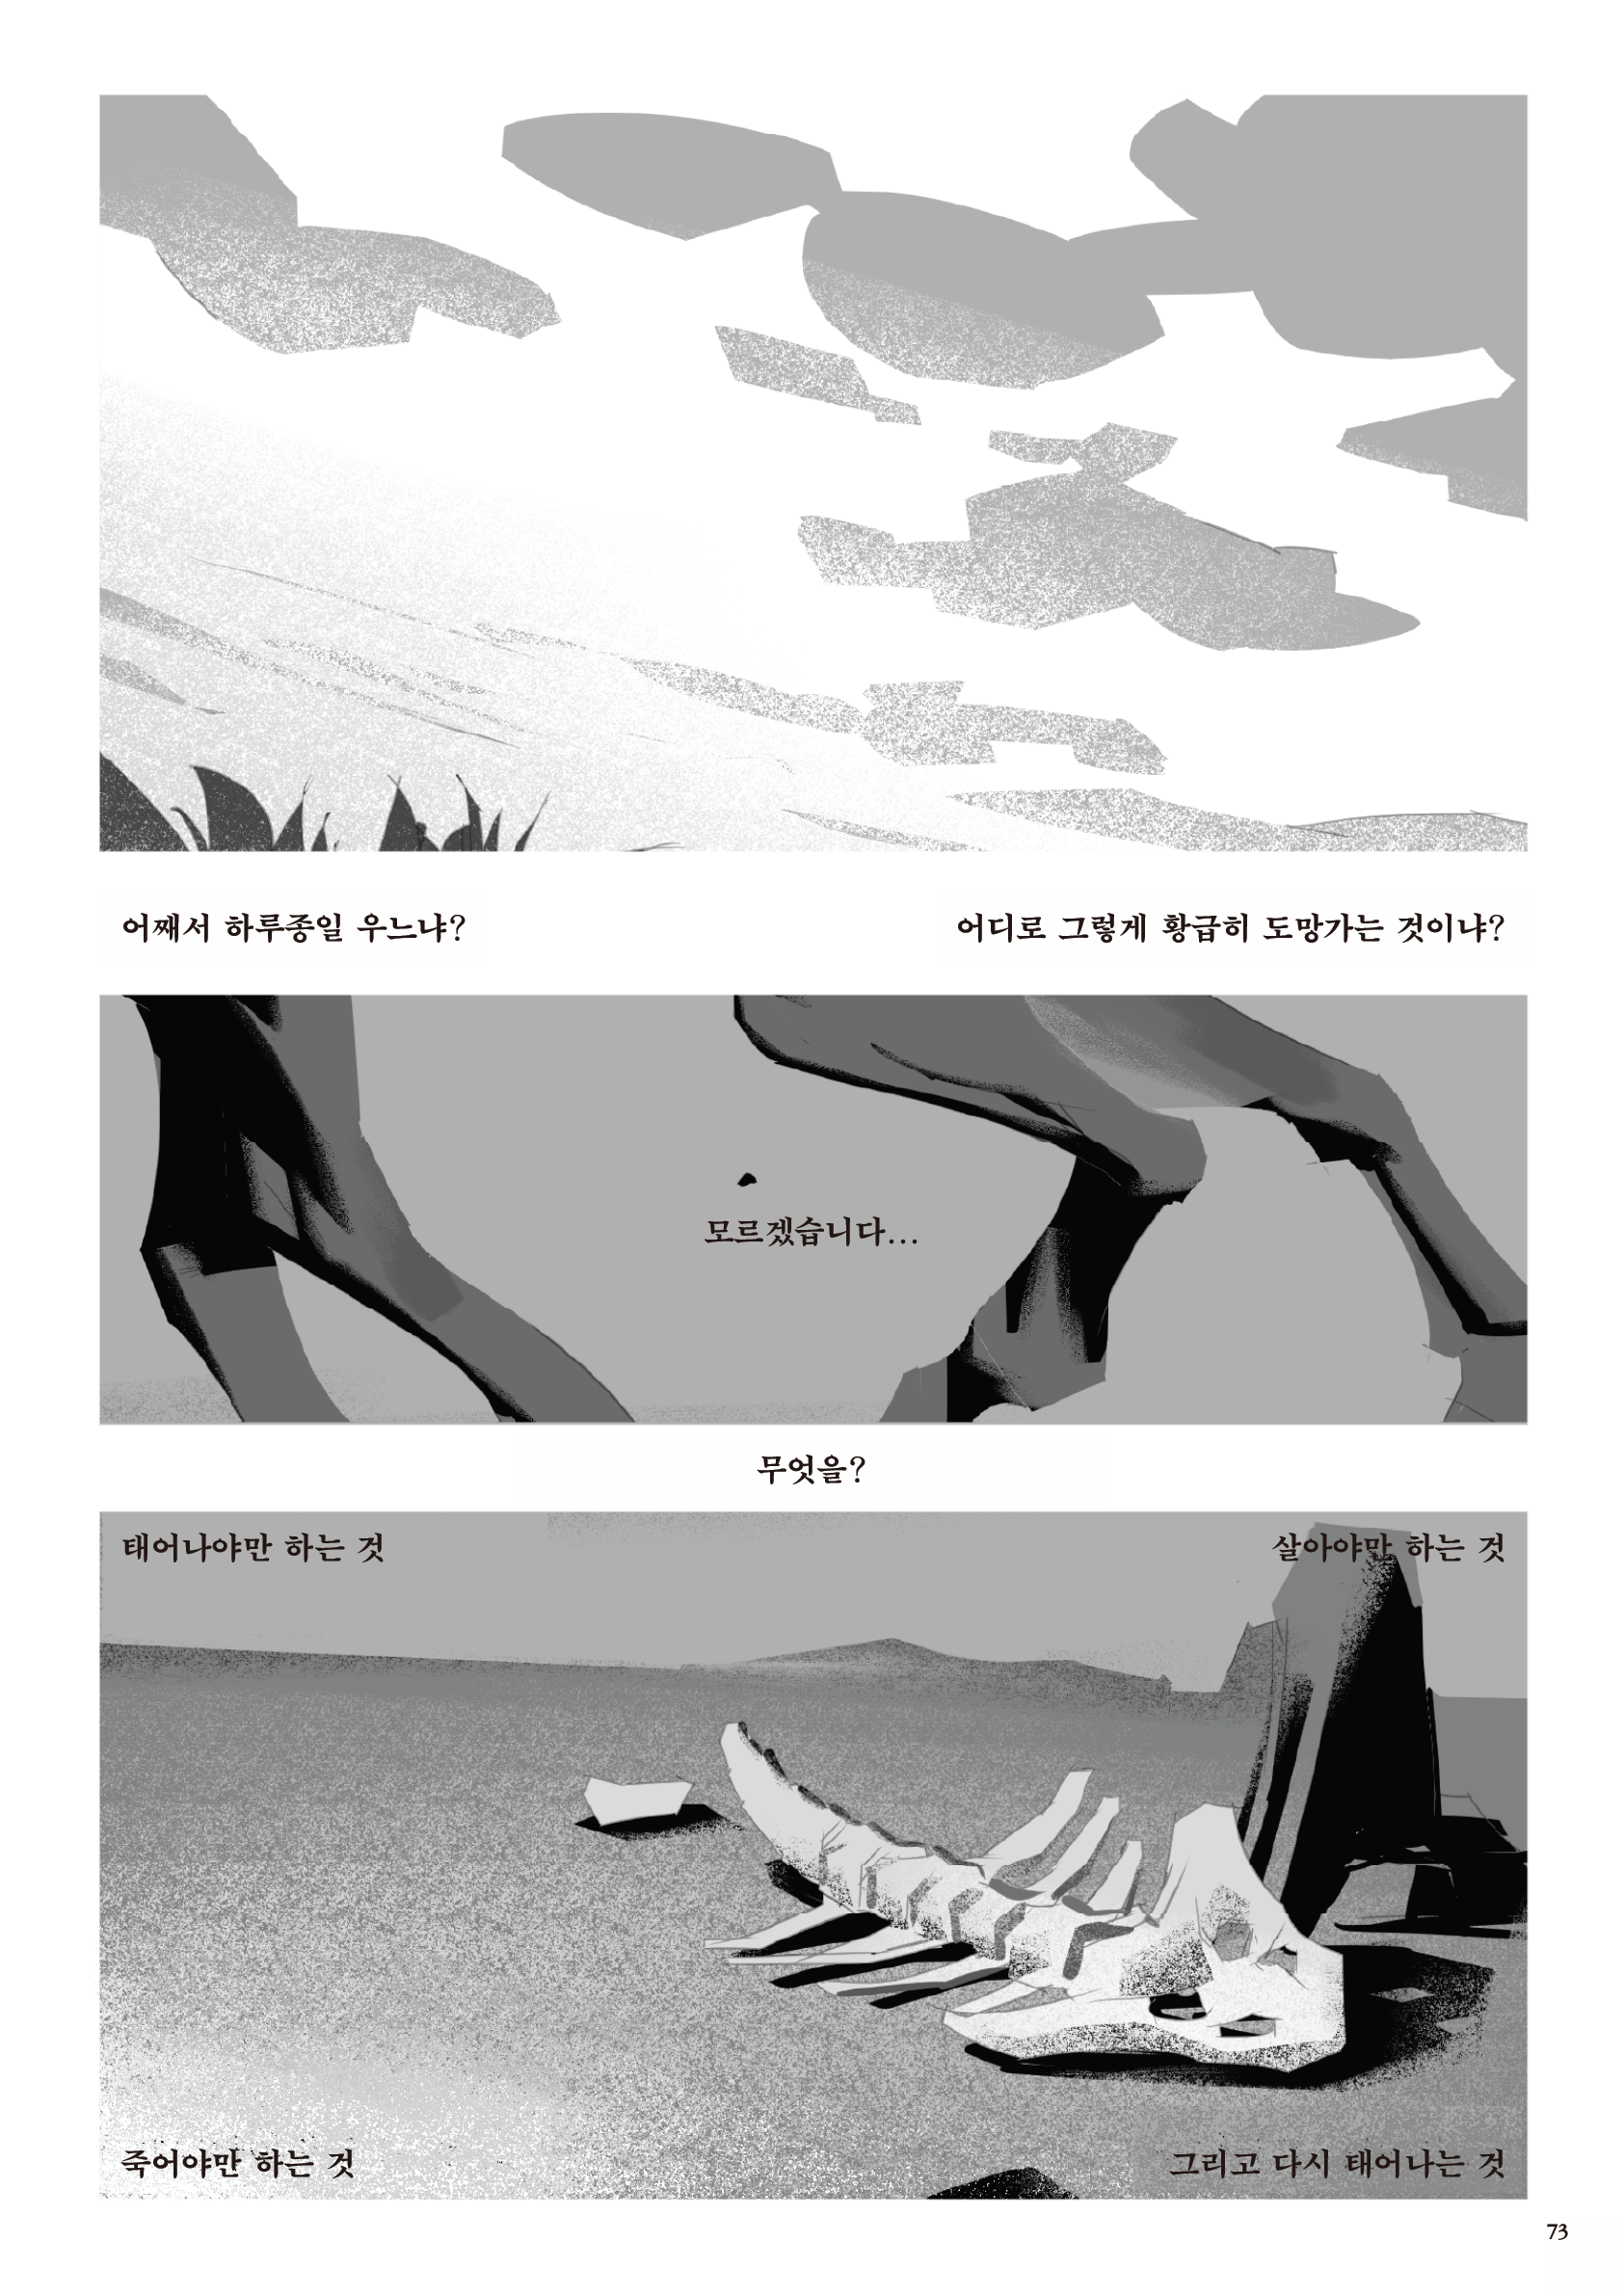 어째서 하루종일 우느냐?
어디로 그렇게 황급히 도망가는 것이냐?
모르겠습니다...
무엇을?
태어나야만 하는 것
살아야만 하는 것
죽어야만 하는 것
그리고 다시 태어나는 것
73